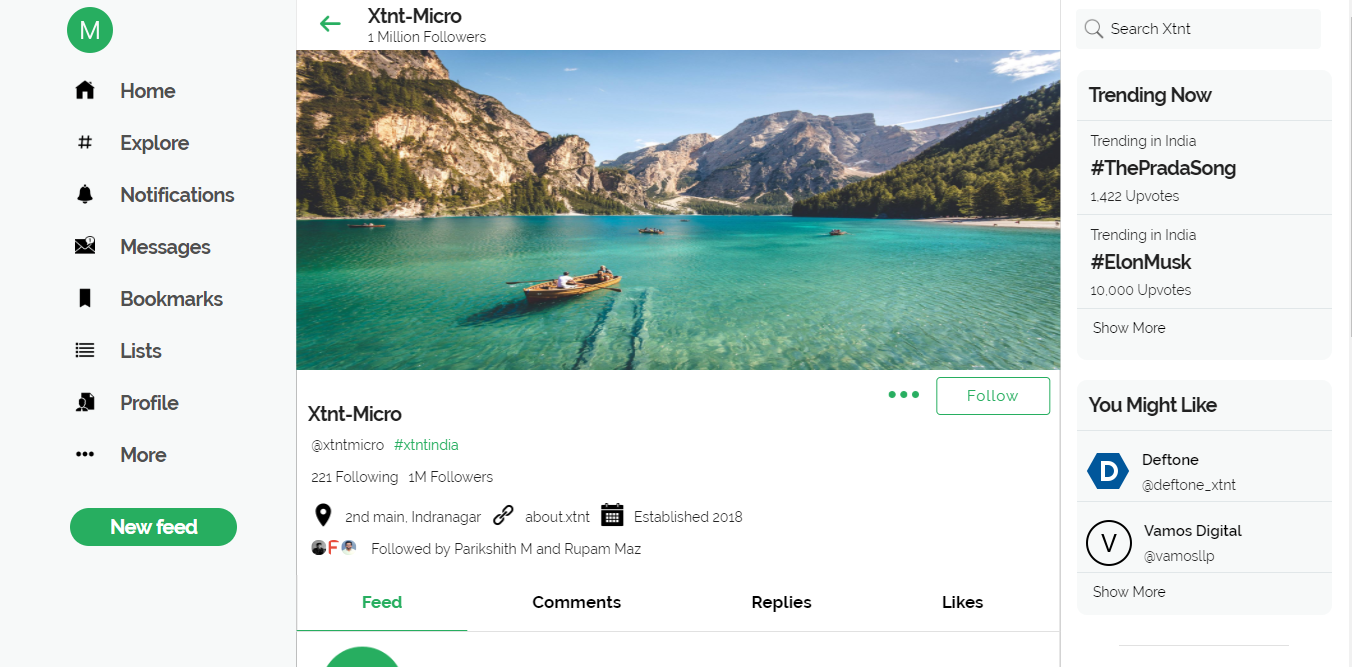 M
Home
Explore
Notifications
Messages
Bookmarks
Lists
Profile
More
New feed
Xtnt-Micro
1 Million Followers
Xtnt-Micro
Follow
@xtntmicro #xtntindia
221 Following 1M Followers
2nd main, Indranagar about.xtnt Established 2018
F
Followed by Parikshith M and Rupam Maz
Feed Comments Replies Likes
Search Xtnt
Trending Now
Trending in India
#ThePradaSong
1,422 Upvotes
Trending in India
#ElonMusk
10,000 Upvotes
Show More
You Might Like
D
Deftone
@deftone_xtnt
V
Vamos Digital
@vamosllp
Show More